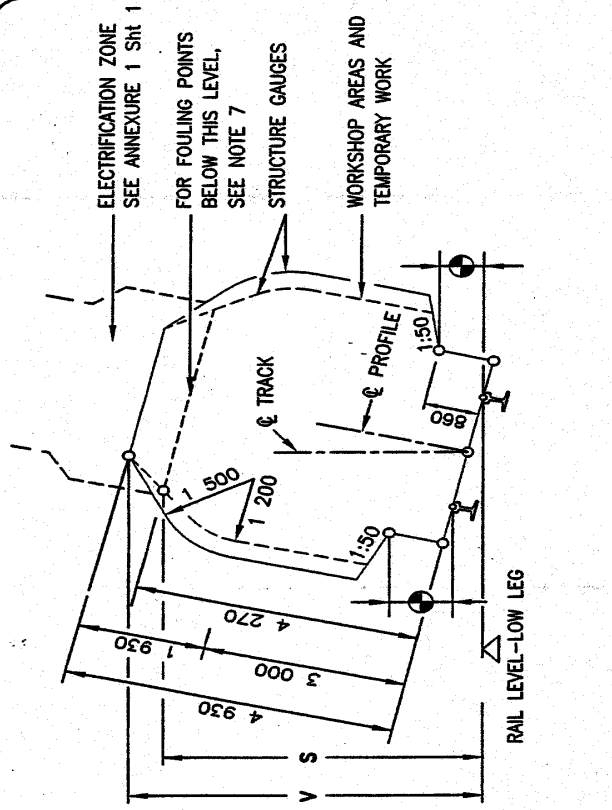 ELECTRIFICATION ZONE
SEE ANNEXURE 1 Sht 1
FOR FOULING POINTS
BELOW THIS LEVEL,
SEE NOTE 7
STRUCTURE GAUGES
WORKSHOP AREAS AND
TEMPORARY WORK
1 500
1 200
℄ TRACK
℄ PROFILE
1:50
1:50
860
4 270
1 930
3 000
4 930
S
V
RAIL LEVEL-LOW LEG